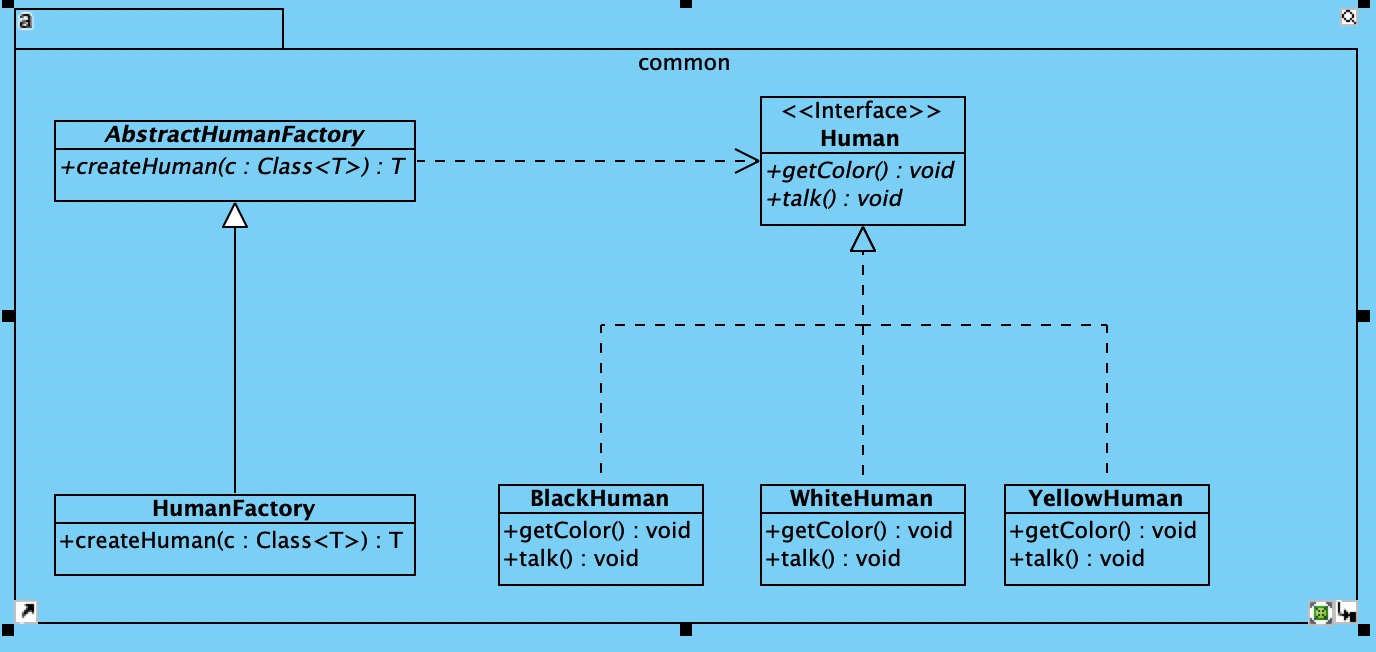 a
common
AbstractHumanFactory
+createHuman(c : Class<T>) : T
<<Interface>>
Human
+getColor() : void
+talk() : void
HumanFactory
+createHuman(c : Class<T>) : T
BlackHuman
+getColor() : void
+talk() : void
WhiteHuman
+getColor() : void
+talk() : void
YellowHuman
+getColor() : void
+talk() : void